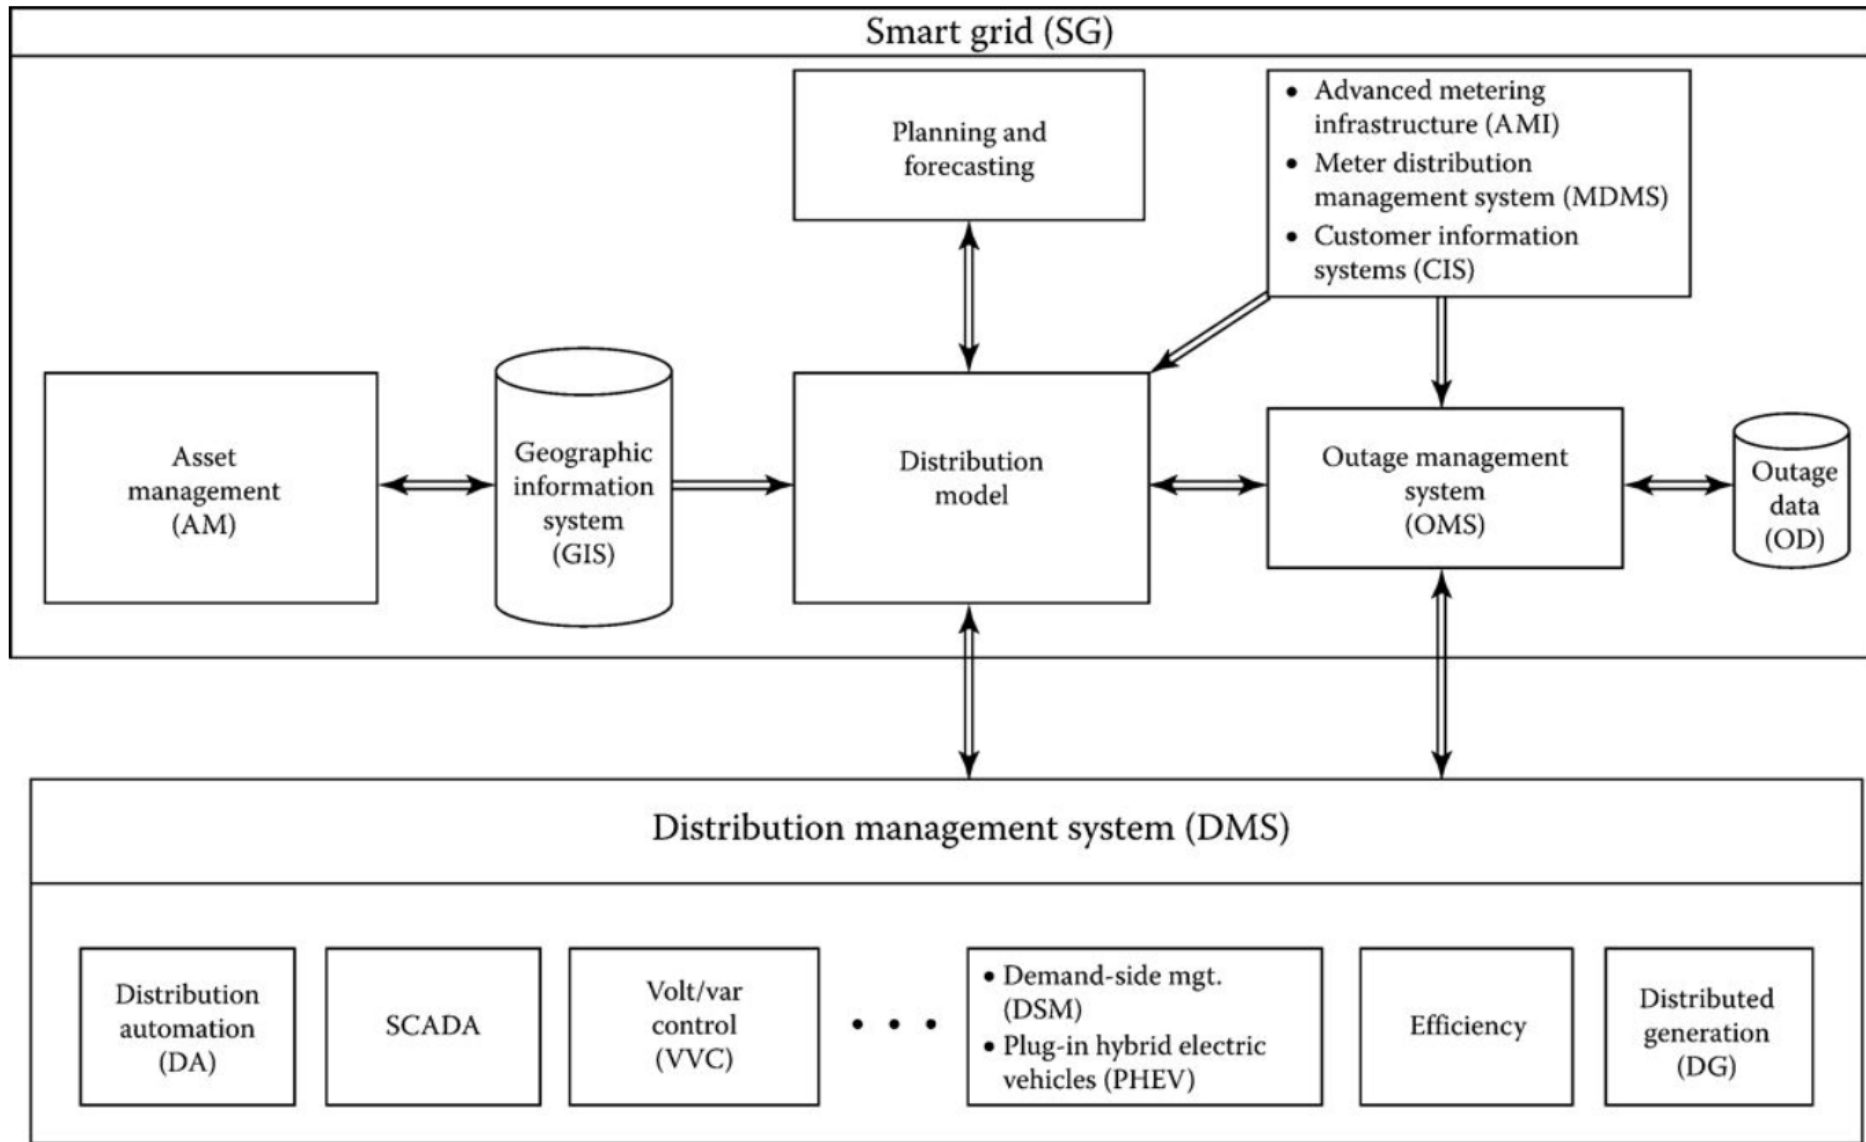 Smart grid (SG)
Planning and
forecasting
• Advanced metering
infrastructure (AMI)
• Meter distribution
management system (MDMS)
• Customer information
systems (CIS)
Asset
management
(AM)
Geographic
information
system
(GIS)
Distribution
model
Outage management
system
(OMS)
Outage
data
(OD)
Distribution management system (DMS)
Distribution
automation
(DA)
SCADA
Volt/var
control
(VVC)
• • •
• Demand-side mgt.
(DSM)
• Plug-in hybrid electric
vehicles (PHEV)
Efficiency
Distributed
generation
(DG)